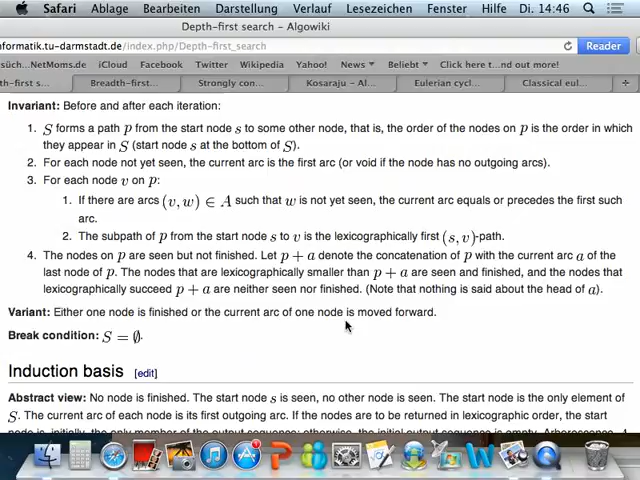 Safari Ablage Bearbeiten Darstellung Verlauf Lesezeichen Fenster Hilfe Di. 14:46
Depth-first search – Algowiki
nformatik.tu-darmstadt.de/index.php/Depth-first_search Reader
süch...NetMoms.de iCloud Facebook Twitter Wikipedia Yahoo! News Beliebt Click here t...nd out more!
th-first s... Breadth-first... Strongly con... Kosaraju – Al... Eulerian cycl... Classical eul...
Invariant: Before and after each iteration:
1. S forms a path p from the start node s to some other node, that is, the order of the nodes on p is the order in which
they appear in S (start node s at the bottom of S).
2. For each node not yet seen, the current arc is the first arc (or void if the node has no outgoing arcs).
3. For each node v on p:
1. If there are arcs (v, w) ∈ A such that w is not yet seen, the current arc equals or precedes the first such
arc.
2. The subpath of p from the start node s to v is the lexicographically first (s, v)-path.
4. The nodes on p are seen but not finished. Let p + a denote the concatenation of p with the current arc a of the
last node of p. The nodes that are lexicographically smaller than p + a are seen and finished, and the nodes that
lexicographically succeed p + a are neither seen nor finished. (Note that nothing is said about the head of a).
Variant: Either one node is finished or the current arc of one node is moved forward.
Break condition: S = ∅.
Induction basis [edit]
Abstract view: No node is finished. The start node s is seen, no other node is seen. The start node is the only element of
S. The current arc of each node is its first outgoing arc. If the nodes are to be returned in lexicographic order, the start